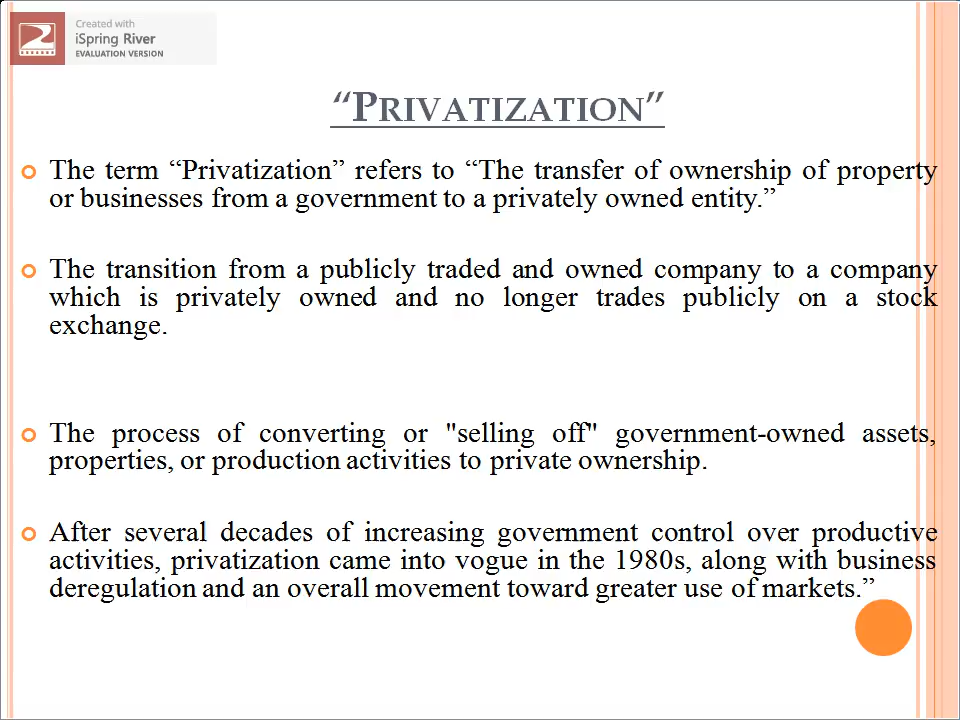 Created with
iSpring River
EVALUATION VERSION
“PRIVATIZATION”
The term “Privatization” refers to “The transfer of ownership of property
or businesses from a government to a privately owned entity.”
The transition from a publicly traded and owned company to a company
which is privately owned and no longer trades publicly on a stock
exchange.
The process of converting or "selling off" government-owned assets,
properties, or production activities to private ownership.
After several decades of increasing government control over productive
activities, privatization came into vogue in the 1980s, along with business
deregulation and an overall movement toward greater use of markets.”